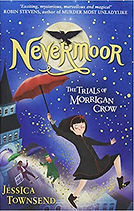 "Exciting, mysterious, marvellous and magical"
ROBIN STEVENS, author of MURDER MOST UNLADYLIKE
NEVERMOOR
THE TRIALS OF
MORRIGAN
CROW
JESSICA
TOWNSEND